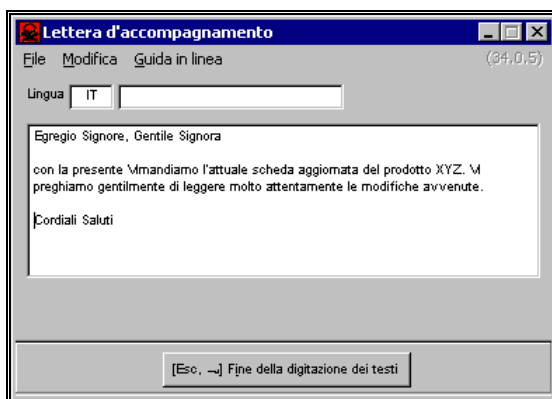 Lettera d'accompagnamento
File Modifica Guida in linea (34.0.5)
Lingua IT
Egregio Signore, Gentile Signora
con la presente Vi mandiamo l'attuale scheda aggiornata del prodotto XYZ. Vi
preghiamo gentilmente di leggere molto attentamente le modifiche avvenute.
Cordiali Saluti
[Esc, →] Fine della digitazione dei testi